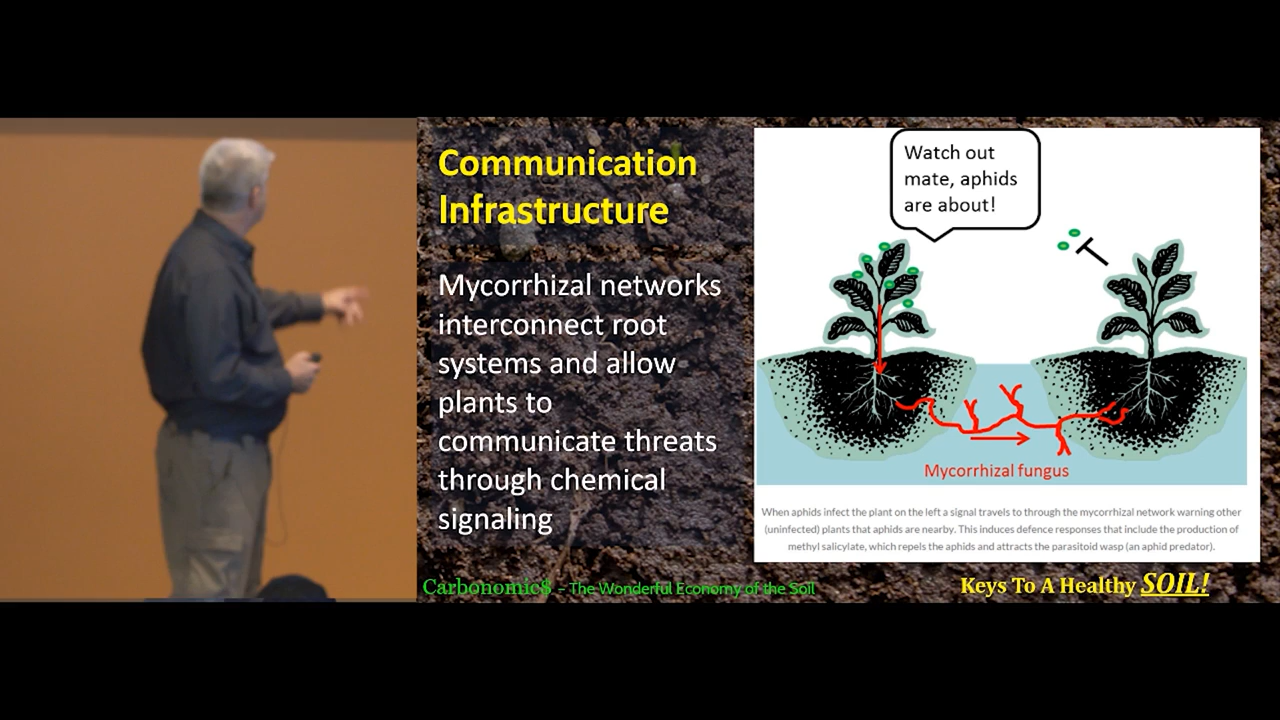 Communication
Infrastructure
Mycorrhizal networks
interconnect root
systems and allow
plants to
communicate threats
through chemical
signaling
Watch out
mate, aphids
are about!
Mycorrhizal fungus
When aphids infect the plant on the left a signal travels to through the mycorrhizal network warning other
(uninfected) plants that aphids are nearby. This induces defence responses that include the production of
methyl salicylate, which repels the aphids and attracts the parasitoid wasp (an aphid predator).
Carbonomic$ – The Wonderful Economy of the Soil
Keys To A Healthy SOIL!